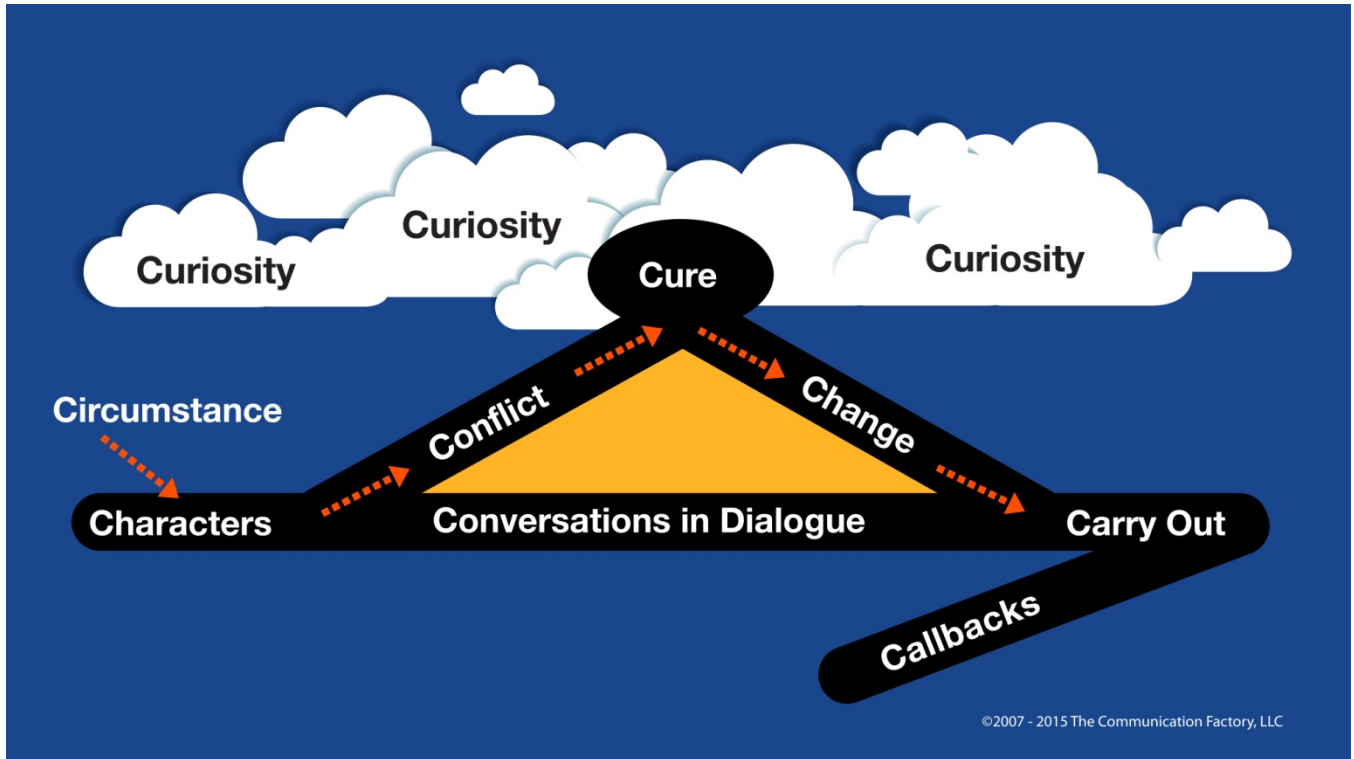 Curiosity
Curiosity
Curiosity
Cure
Circumstance
Conflict
Change
Characters
Conversations in Dialogue
Carry Out
Callbacks
©2007 - 2015 The Communication Factory, LLC